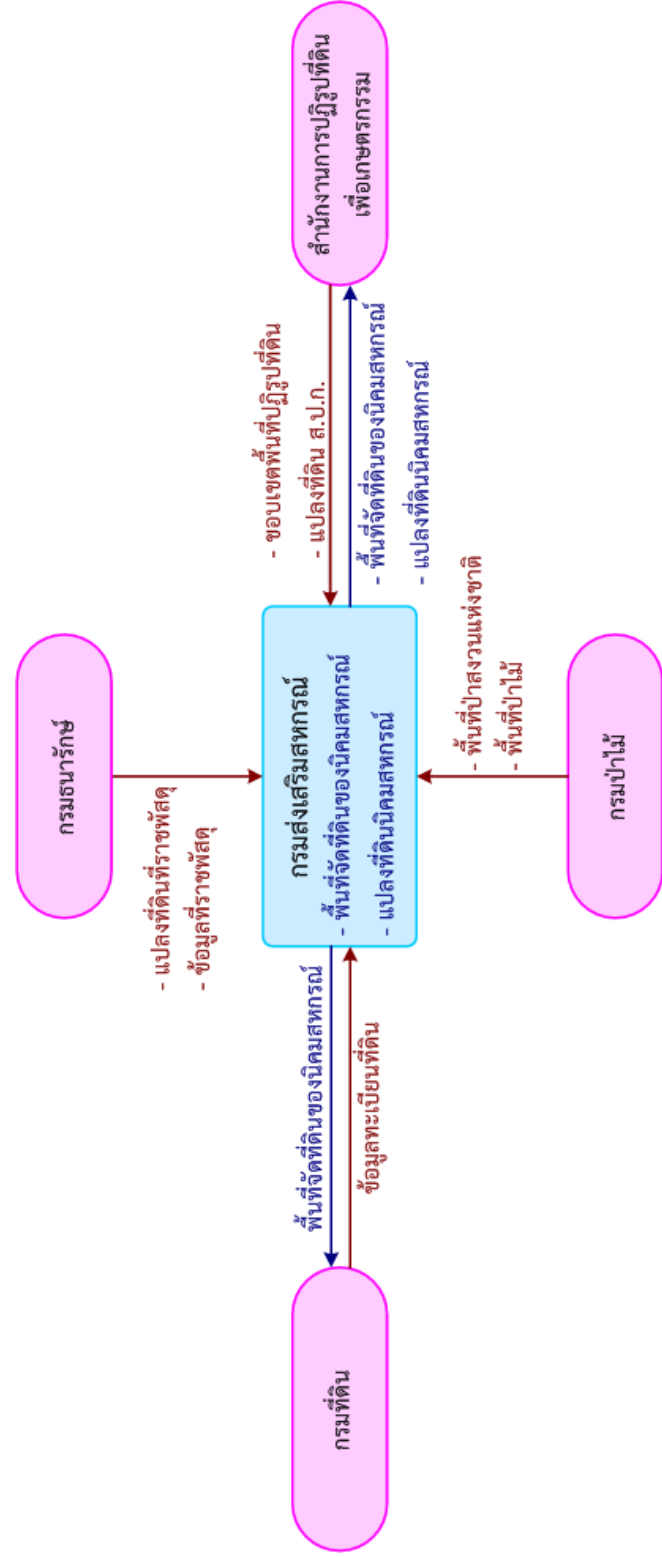 กรมธนารักษ์
- แปลงที่ดินที่ราชพัสดุ
- ข้อมูลที่ราชพัสดุ
กรมที่ดิน
พื้นที่จัดที่ดินของนิคมสหกรณ์
ข้อมูลทะเบียนที่ดิน
กรมส่งเสริมสหกรณ์
- พื้นที่จัดที่ดินของนิคมสหกรณ์
- แปลงที่ดินนิคมสหกรณ์
- ขอบเขตพื้นที่ปฏิรูปที่ดิน
- แปลงที่ดิน ส.ป.ก.
- พื้นที่จัดที่ดินของนิคมสหกรณ์
- แปลงที่ดินนิคมสหกรณ์
สำนักงานการปฏิรูปที่ดิน
เพื่อเกษตรกรรม
- พื้นที่ป่าสงวนแห่งชาติ
- พื้นที่ป่าไม้
กรมป่าไม้